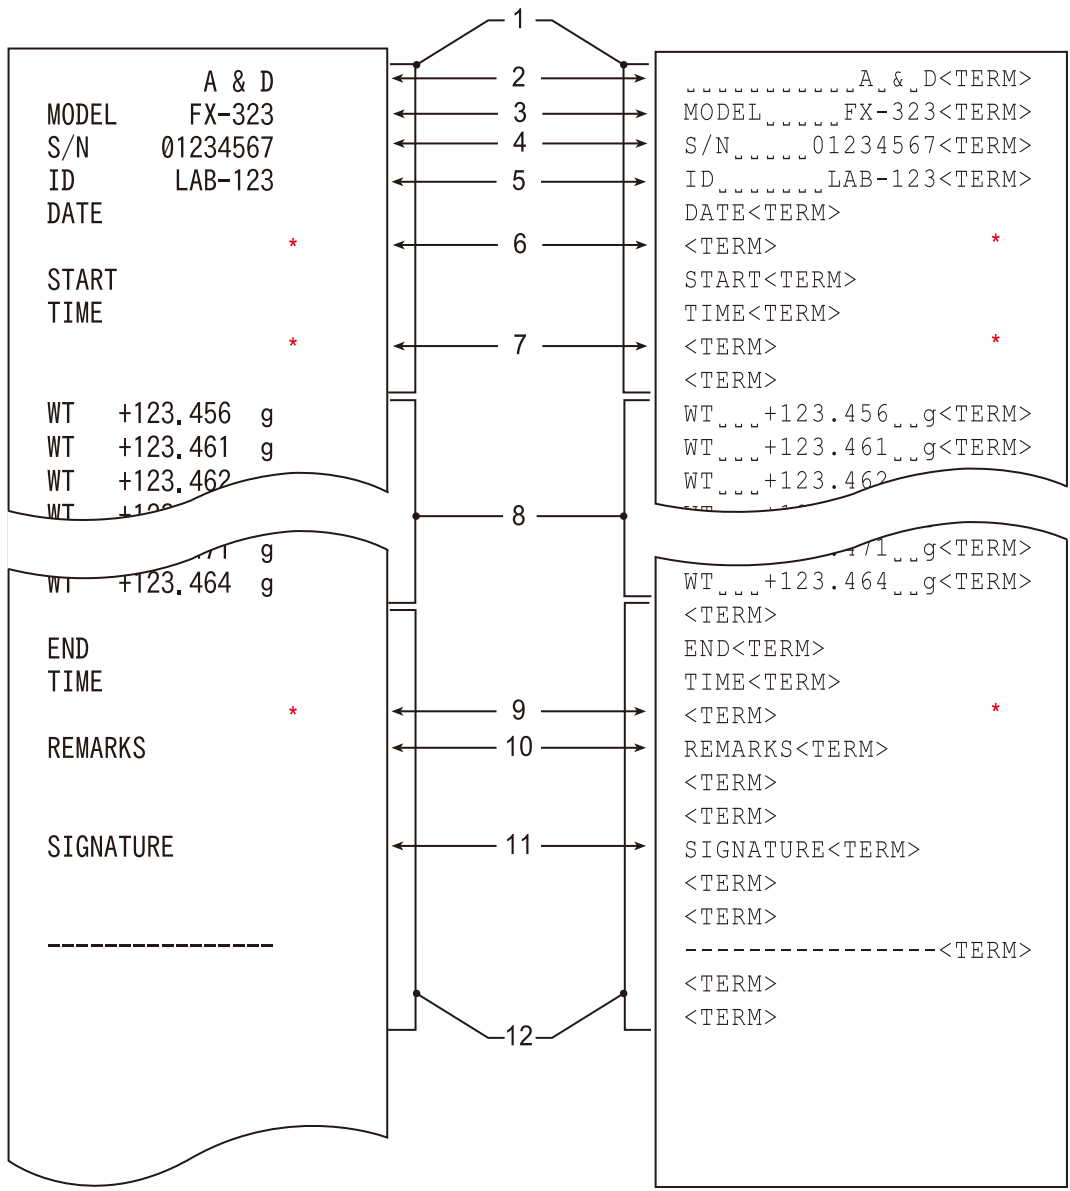 1
A & D
MODEL FX-323
S/N 01234567
ID LAB-123
DATE
*
START
TIME
*
WT +123.456 g
WT +123.461 g
WT +123.462
WT
g
WT +123.464 g
END
TIME
*
REMARKS
SIGNATURE
----------------
2
3
4
5
6
7
8
9
10
11
12
␣␣␣␣␣␣␣␣␣␣␣A␣&␣D<TERM>
MODEL␣␣␣␣␣FX-323<TERM>
S/N␣␣␣␣␣01234567<TERM>
ID␣␣␣␣␣␣␣LAB-123<TERM>
DATE<TERM>
<TERM> *
START<TERM>
TIME<TERM>
<TERM> *
<TERM>
WT␣␣␣+123.456␣␣g<TERM>
WT␣␣␣+123.461␣␣g<TERM>
WT␣␣␣+123.462
471␣␣g<TERM>
WT␣␣␣+123.464␣␣g<TERM>
<TERM>
END<TERM>
TIME<TERM>
<TERM> *
REMARKS<TERM>
<TERM>
<TERM>
SIGNATURE<TERM>
<TERM>
<TERM>
----------------<TERM>
<TERM>
<TERM>